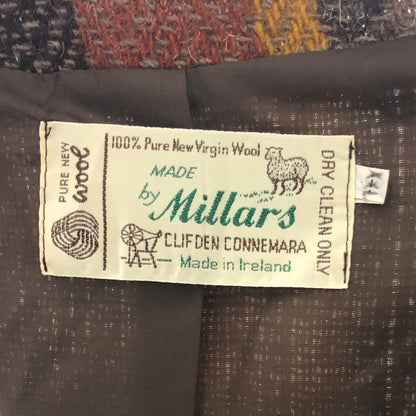 PURE NEW
wool
100% Pure New Virgin Wool
MADE
by Millars
CLIFDEN CONNEMARA
Made in Ireland
DRY CLEAN ONLY